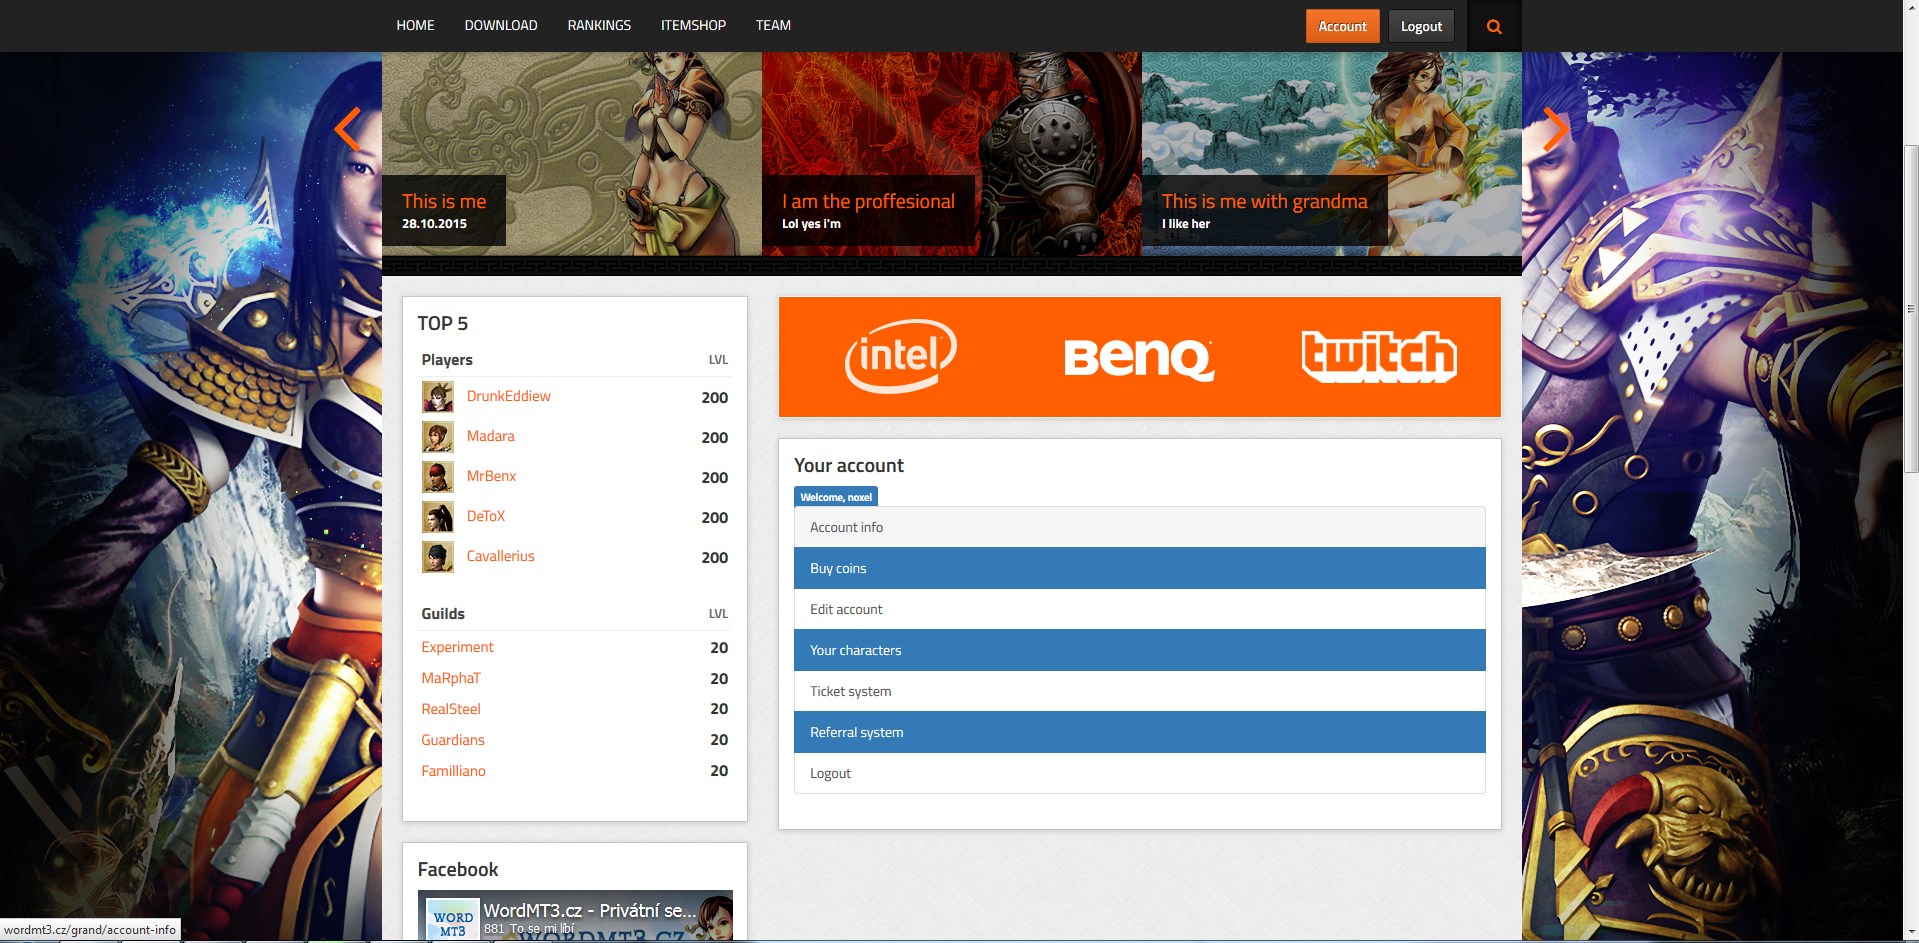 HOME DOWNLOAD RANKINGS ITEMSHOP TEAM Account Logout
This is me
28.10.2015
I am the proffesional
Lol yes i'm
This is me with grandma
I like her
TOP 5
Players LVL
DrunkEddiew 200
Madara 200
MrBenx 200
DeToX 200
Cavallerius 200
Guilds LVL
Experiment 20
MaRphaT 20
RealSteel 20
Guardians 20
Familliano 20
Facebook
WORD
MT3
WordMT3.cz - Privátní se...
881 To se mi líbí
WORDMT3.CZ
intel BenQ twitch
Your account
Welcome, noxel
Account info
Buy coins
Edit account
Your characters
Ticket system
Referral system
Logout
wordmt3.cz/grand/account-info